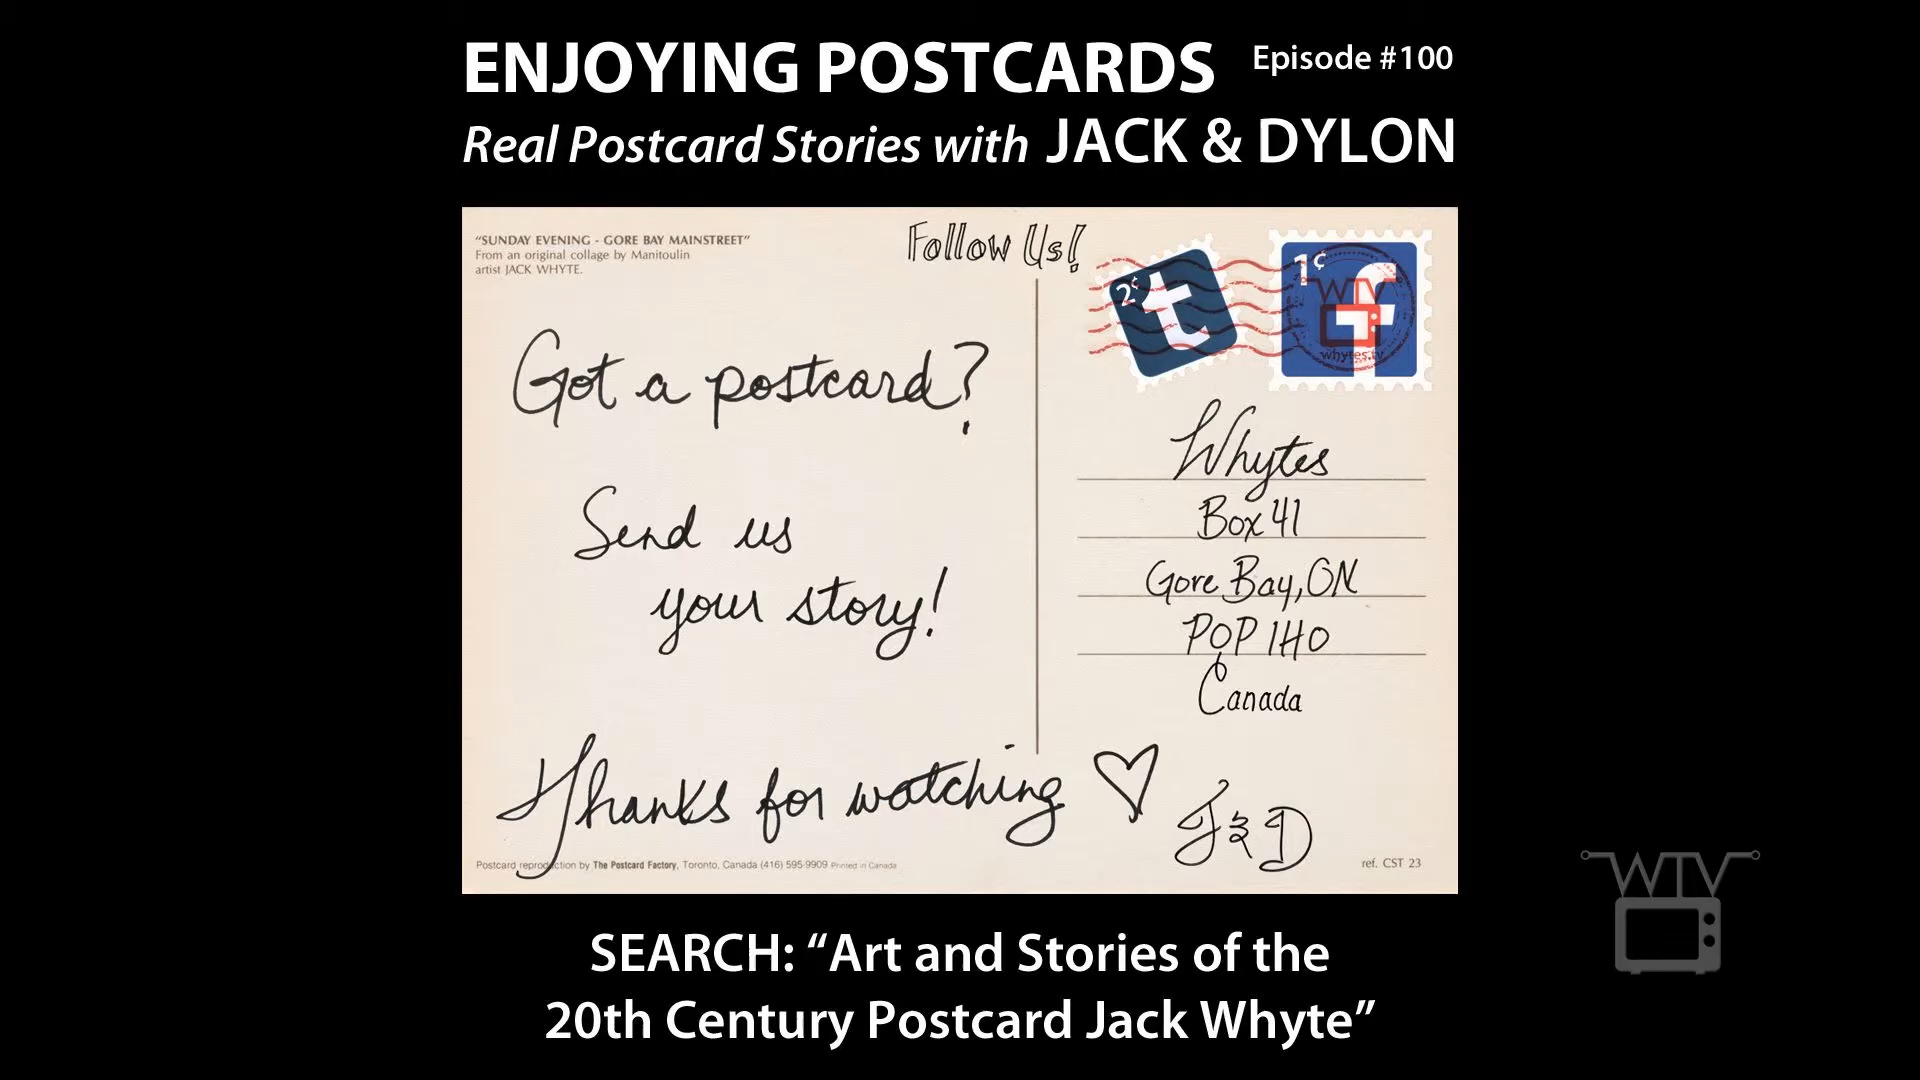 ENJOYING POSTCARDS Episode #100
Real Postcard Stories with JACK & DYLON
"SUNDAY EVENING - GORE BAY MAINSTREET"
From an original collage by Manitoulin
artist JACK WHYTE.
Follow Us!
2¢ t
1¢ f
WTV
whytes.tv
Got a postcard?
Send us
your story!
Whytes
Box 41
Gore Bay, ON
P0P 1H0
Canada
Thanks for watching ♡
J & D
Postcard reproduction by The Postcard Factory, Toronto, Canada (416) 595-9909 Printed in Canada
ref. CST 23
WTV
SEARCH: “Art and Stories of the
20th Century Postcard Jack Whyte”